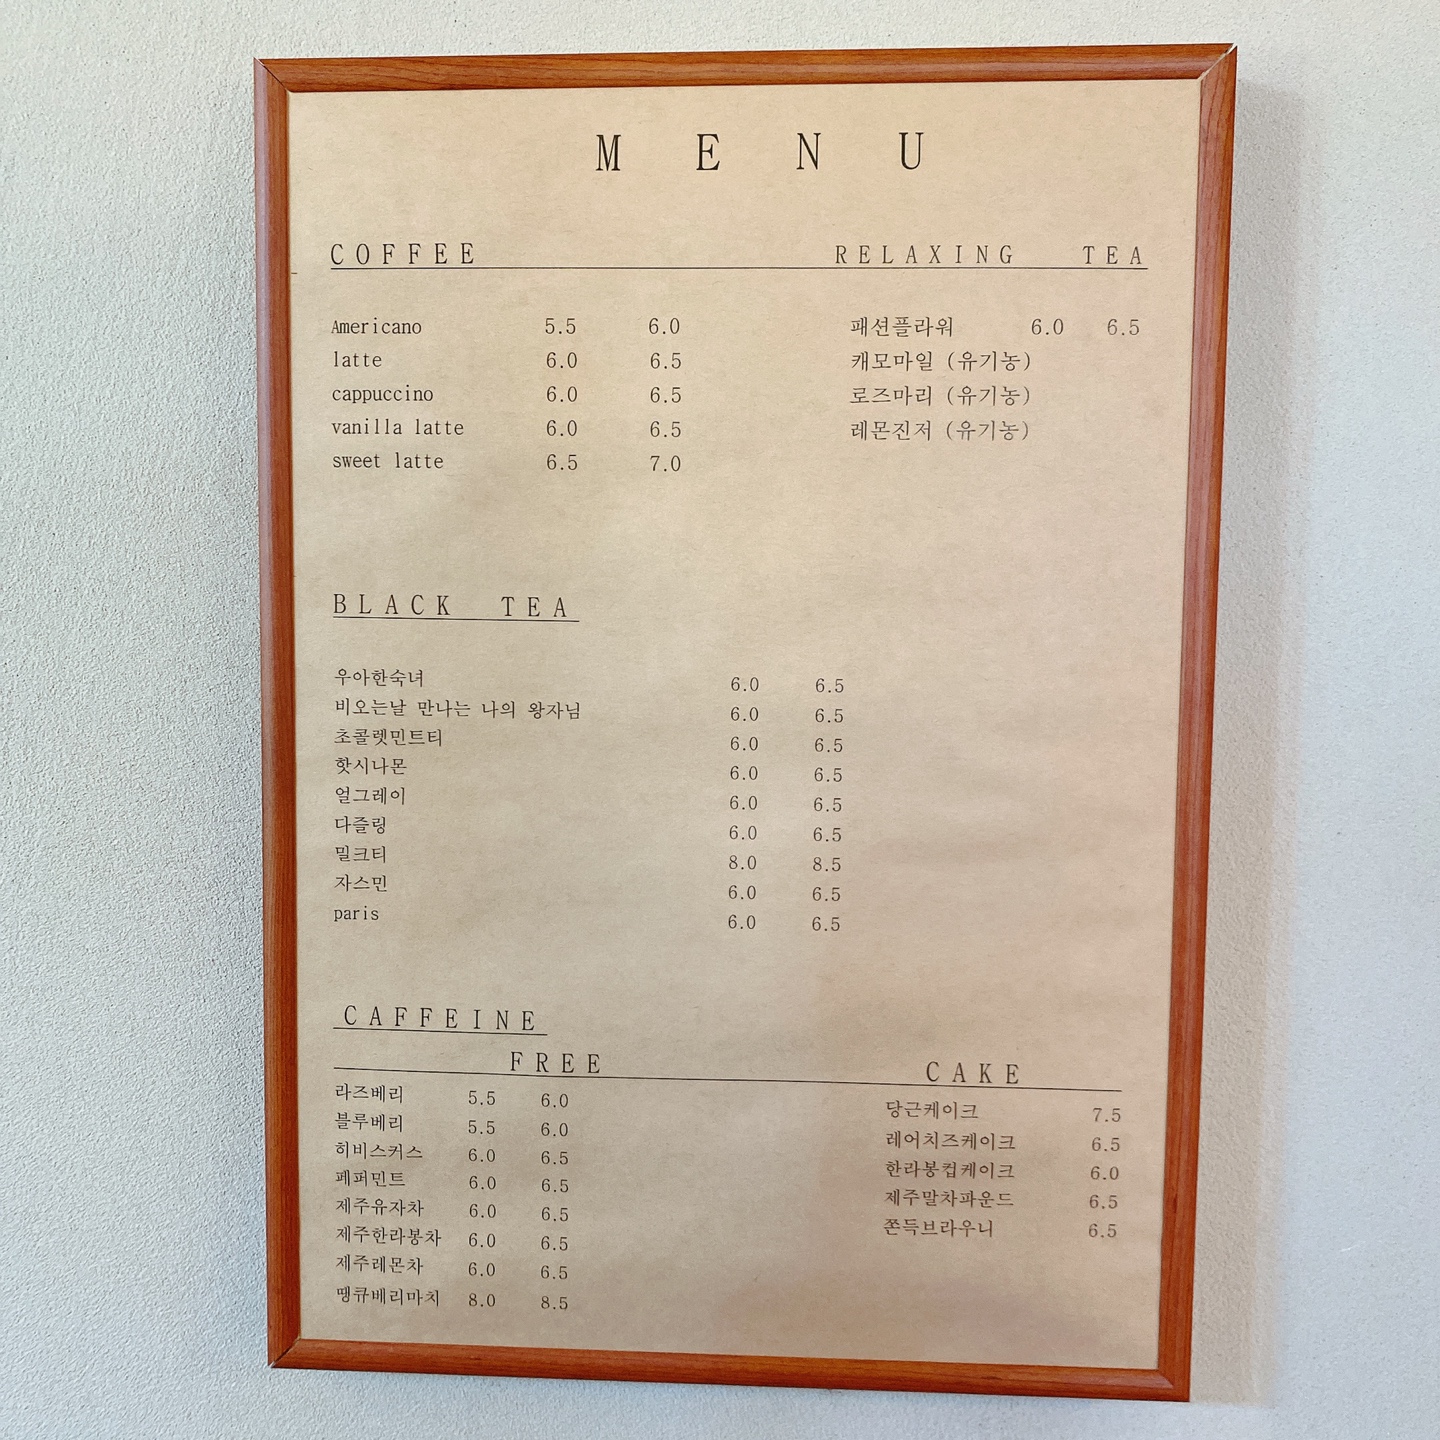 MENU
COFFEE
Americano 5.5 6.0
latte 6.0 6.5
cappuccino 6.0 6.5
vanilla latte 6.0 6.5
sweet latte 6.5 7.0
RELAXING TEA
패션플라워 6.0 6.5
캐모마일 (유기농)
로즈마리 (유기농)
레몬진저 (유기농)
BLACK TEA
우아한숙녀 6.0 6.5
비오는날 만나는 나의 왕자님 6.0 6.5
초콜렛민트티 6.0 6.5
핫시나몬 6.0 6.5
얼그레이 6.0 6.5
다즐링 6.0 6.5
밀크티 8.0 8.5
자스민 6.0 6.5
paris 6.0 6.5
CAFFEINE
FREE
라즈베리 5.5 6.0
블루베리 5.5 6.0
히비스커스 6.0 6.5
페퍼민트 6.0 6.5
제주유자차 6.0 6.5
제주한라봉차 6.0 6.5
제주레몬차 6.0 6.5
땡큐베리마치 8.0 8.5
CAKE
당근케이크 7.5
레어치즈케이크 6.5
한라봉컵케이크 6.0
제주말차파운드 6.5
쫀득브라우니 6.5